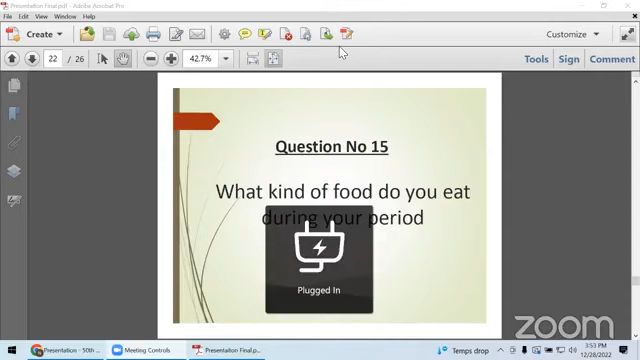 Presentation Final.pdf - Adobe Acrobat Pro
File Edit View Window Help
Create
Customize
22 / 26
42.7%
Tools Sign Comment
Question No 15
What kind of food do you eat
during your period
Plugged In
zoom
Presentation - 50th ...
Meeting Controls
Presentaiton Final.p...
Temps drop
3:53 PM
12/28/2022